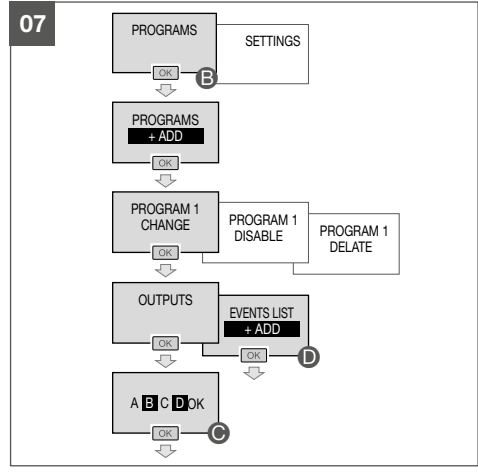 07
PROGRAMS
SETTINGS
OK
B
PROGRAMS
+ ADD
OK
PROGRAM 1
CHANGE
PROGRAM 1
DISABLE
PROGRAM 1
DELATE
OK
OUTPUTS
EVENTS LIST
+ ADD
OK
OK
D
A B C D OK
OK
C